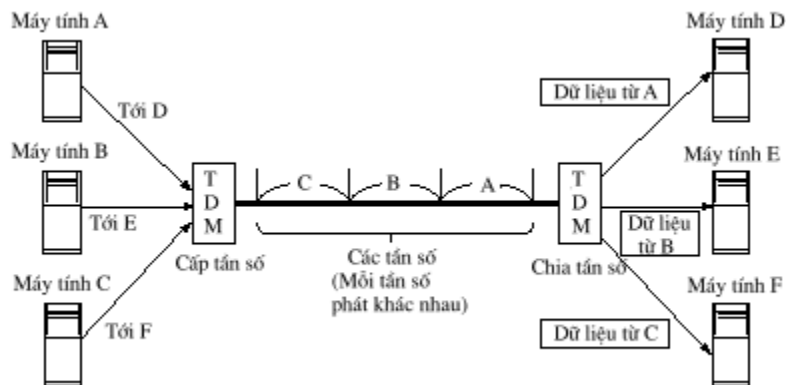 Máy tính A
Máy tính D
Dữ liệu từ A
Tới D
Máy tính B
Máy tính E
T
D
M
C
B
A
T
D
M
Tới E
Dữ liệu
từ B
Cấp tần số
Các tần số
(Mỗi tần số
phát khác nhau)
Chia tần số
Máy tính C
Máy tính F
Tới F
Dữ liệu từ C